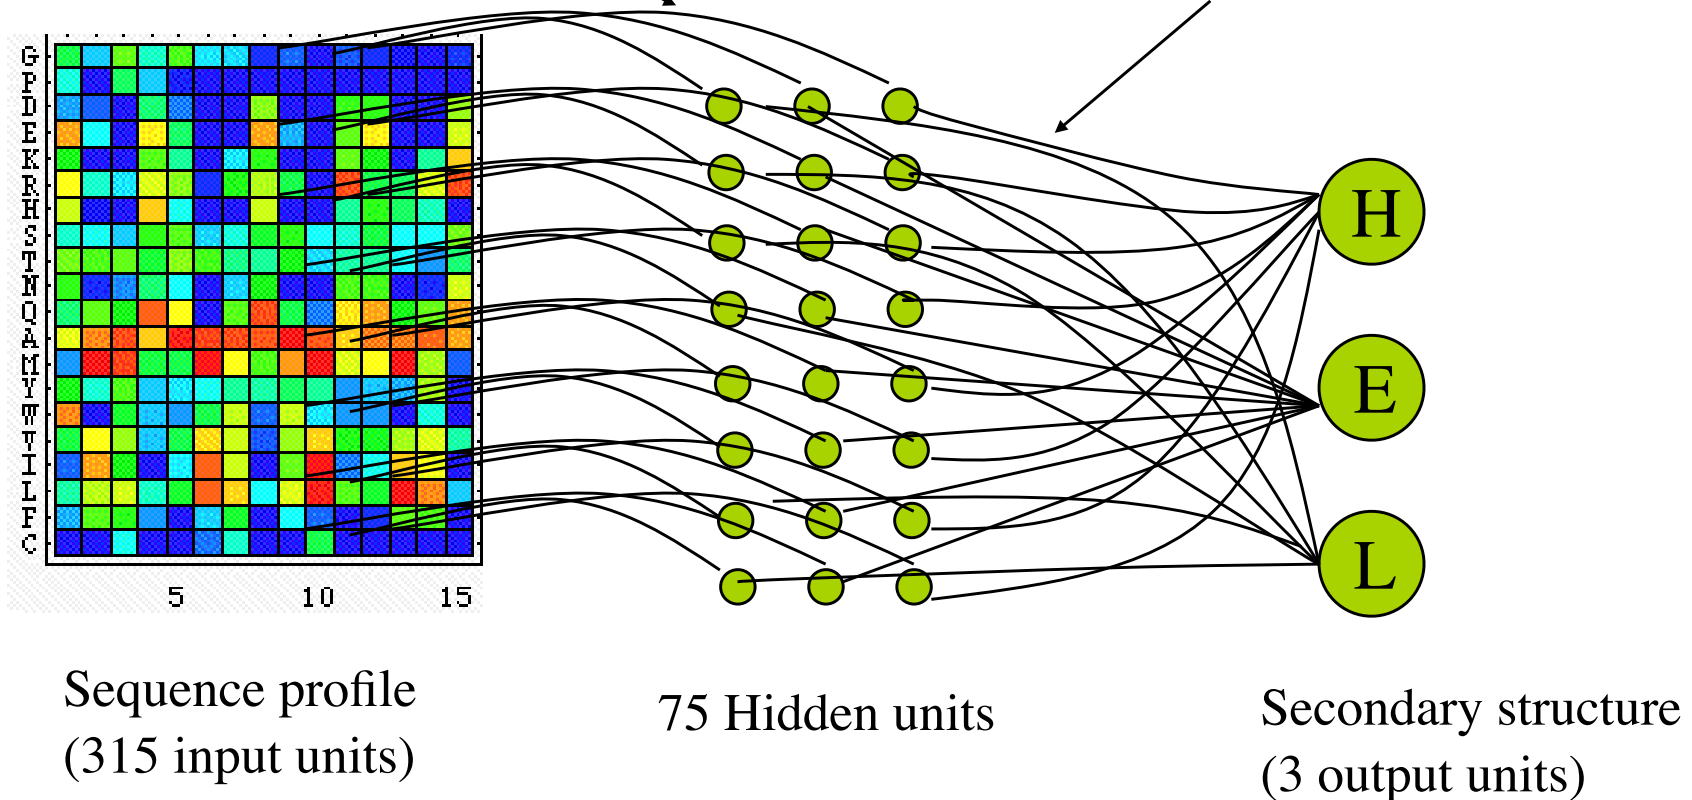 G
P
D
E
K
R
H
S
T
N
Q
A
M
Y
W
V
I
L
F
C
5 10 15
H
E
L
Sequence profile
(315 input units)
75 Hidden units
Secondary structure
(3 output units)